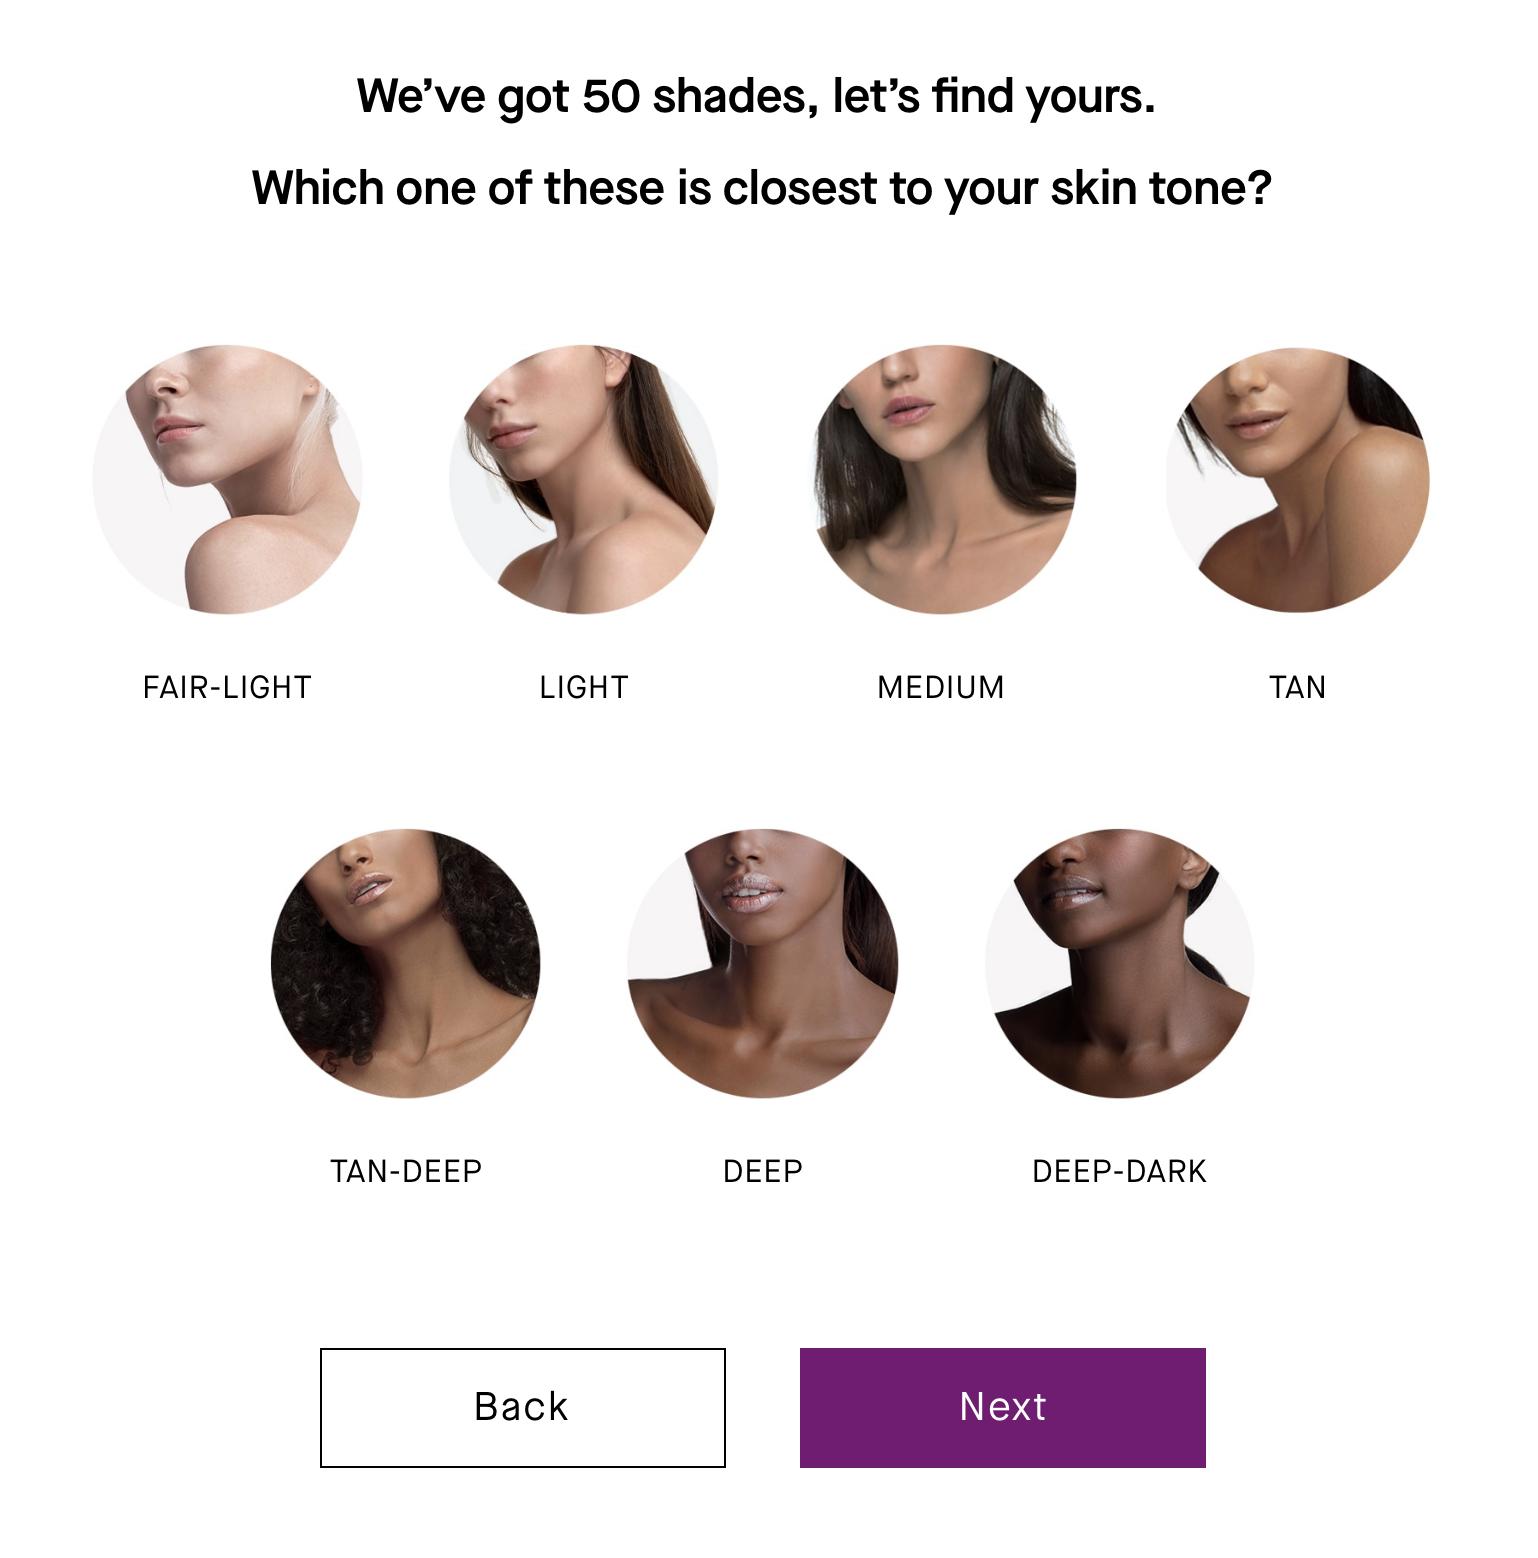 We’ve got 50 shades, let’s find yours.
Which one of these is closest to your skin tone?
FAIR-LIGHT
LIGHT
MEDIUM
TAN
TAN-DEEP
DEEP
DEEP-DARK
Back
Next